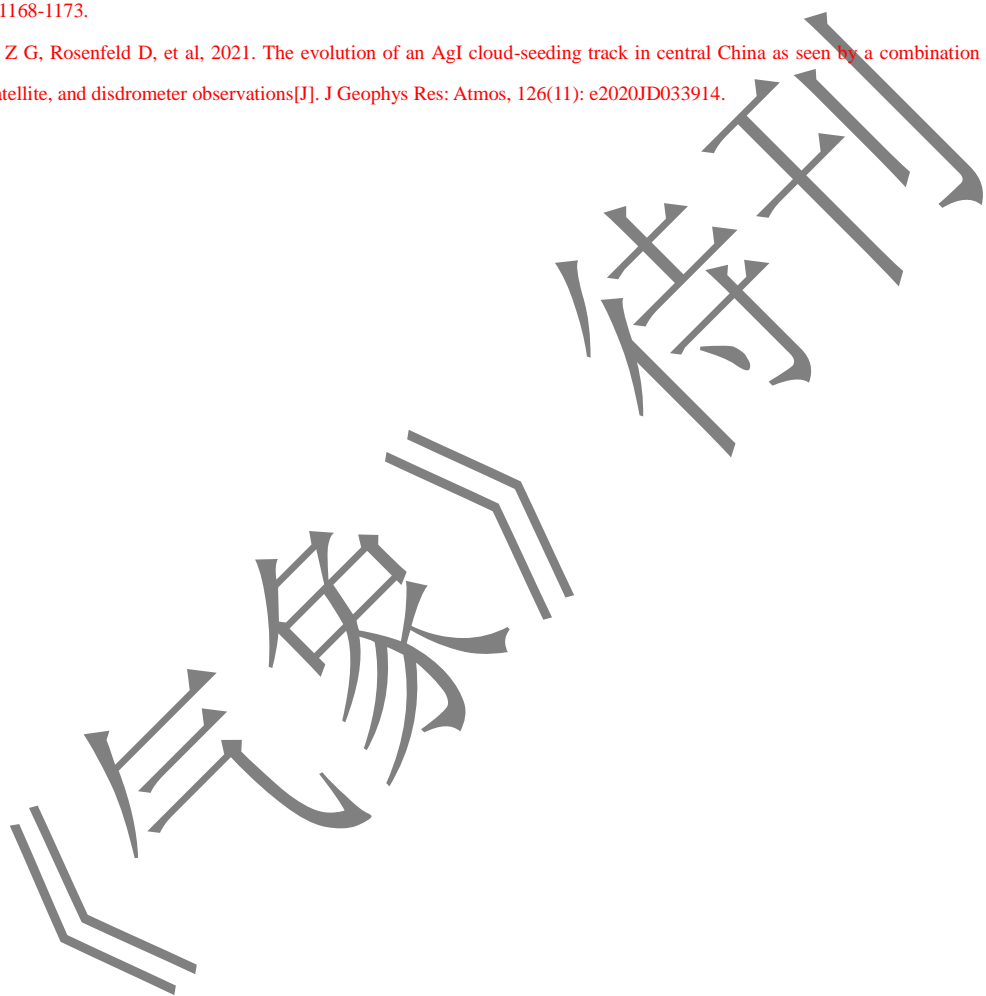 1168-1173.
Z G, Rosenfeld D, et al, 2021. The evolution of an AgI cloud-seeding track in central China as seen by a combination
atellite, and disdrometer observations[J]. J Geophys Res: Atmos, 126(11): e2020JD033914.
《气象》待刊